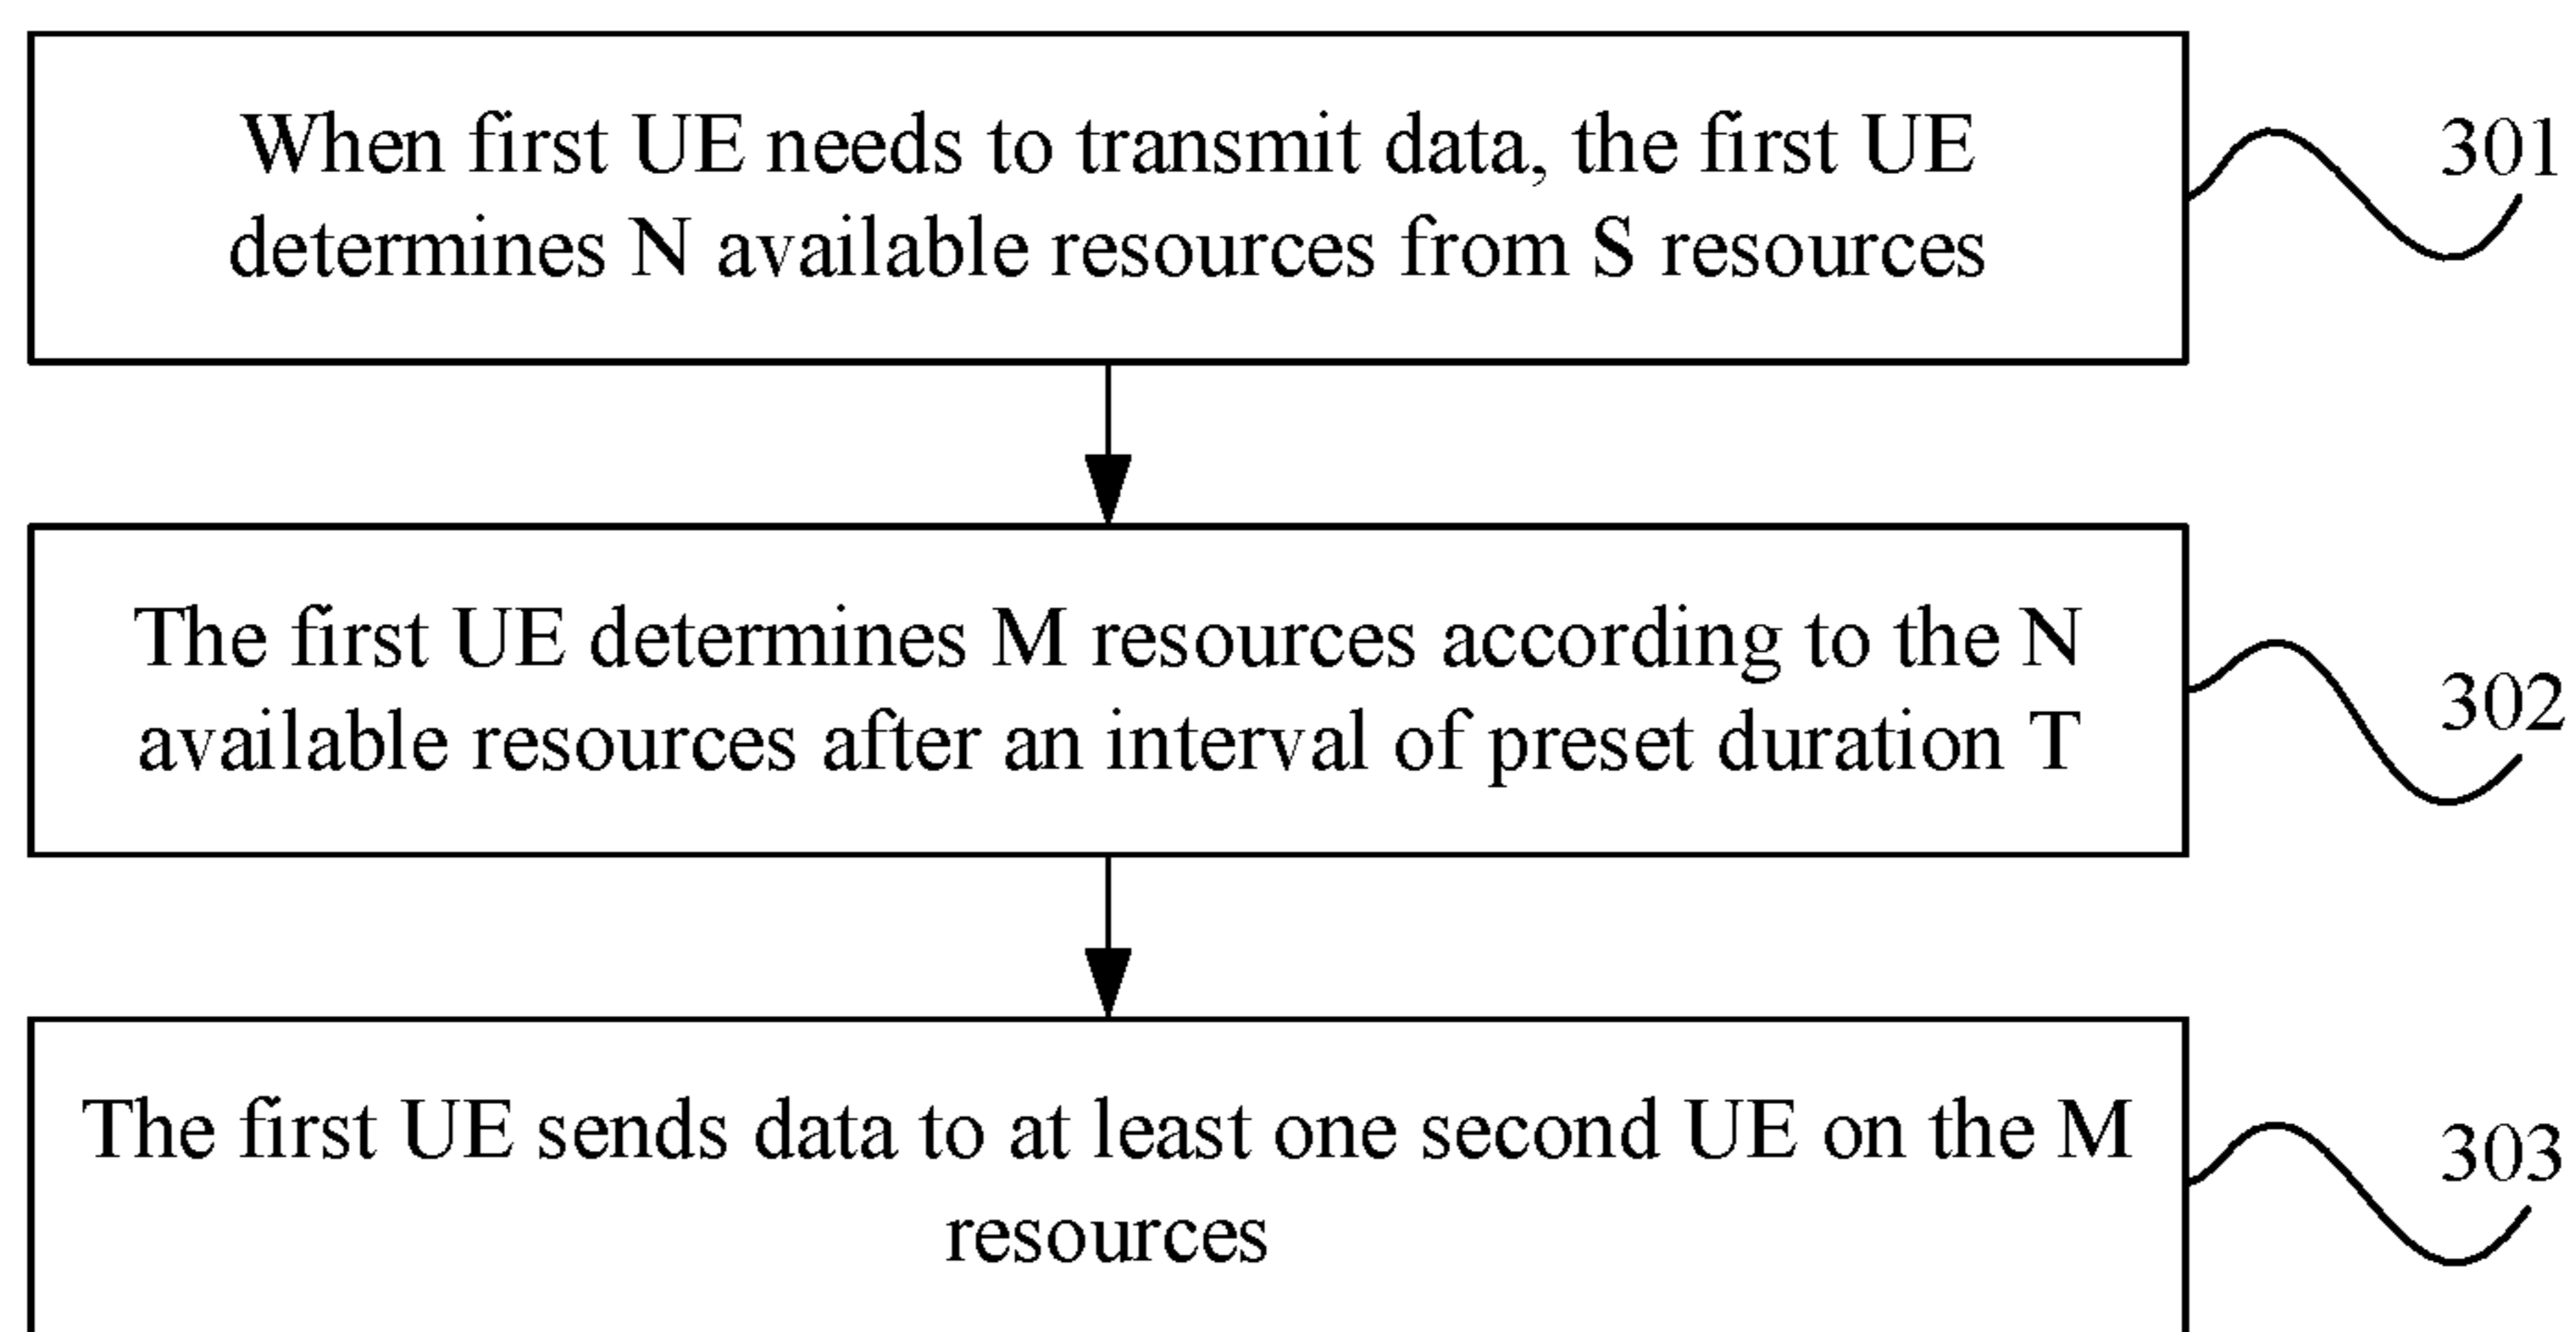 When first UE needs to transmit data, the first UE
determines N available resources from S resources
301
The first UE determines M resources according to the N
available resources after an interval of preset duration T
302
The first UE sends data to at least one second UE on the M
resources
303